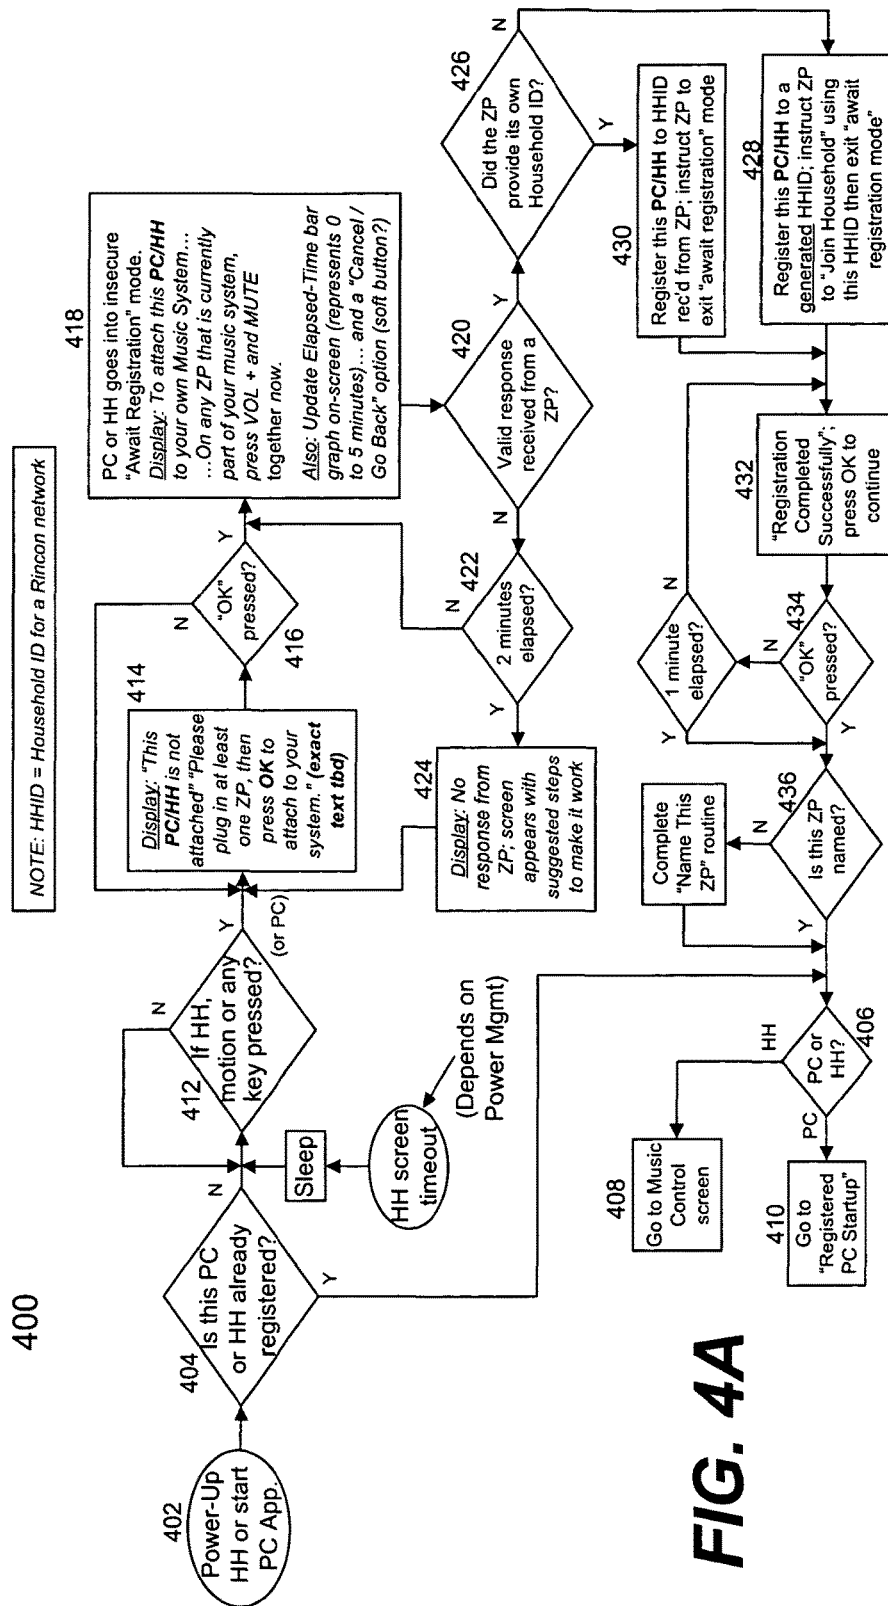 400
NOTE: HHID = Household ID for a Rincon network
402
Power-Up
HH or start
PC App.
404
Is this PC
or HH already
registered?
N
Y
Sleep
HH screen
timeout
(Depends on
Power Mgmt)
412
If HH,
motion or any
key pressed?
N
Y
(or PC)
414
Display: "This
PC/HH is not
attached" "Please
plug in at least
one ZP, then
press OK to
attach to your
system." (exact
text tbd)
416
"OK"
pressed?
N
Y
418
PC or HH goes into insecure
"Await Registration" mode.
Display: To attach this PC/HH
to your own Music System…
…On any ZP that is currently
part of your music system,
press VOL + and MUTE
together now.
Also: Update Elapsed-Time bar
graph on-screen (represents 0
to 5 minutes)… and a "Cancel /
Go Back" option (soft button?)
420
Valid response
received from a
ZP?
N
Y
422
2 minutes
elapsed?
N
Y
424
Display: No
response from
ZP; screen
appears with
suggested steps
to make it work
426
Did the ZP
provide its own
Household ID?
N
Y
430
Register this PC/HH to HHID
rec'd from ZP; instruct ZP to
exit "await registration" mode
428
Register this PC/HH to a
generated HHID; instruct ZP
to "Join Household" using
this HHID then exit "await
registration mode"
432
"Registration
Completed
Successfully";
press OK to
continue
434
"OK"
pressed?
N
Y
1 minute
elapsed?
N
Y
436
Is this ZP
named?
N
Y
Complete
"Name This
ZP" routine
406
PC or
HH?
HH
PC
408
Go to Music
Control
screen
410
Go to
"Registered
PC Startup"
FIG. 4A